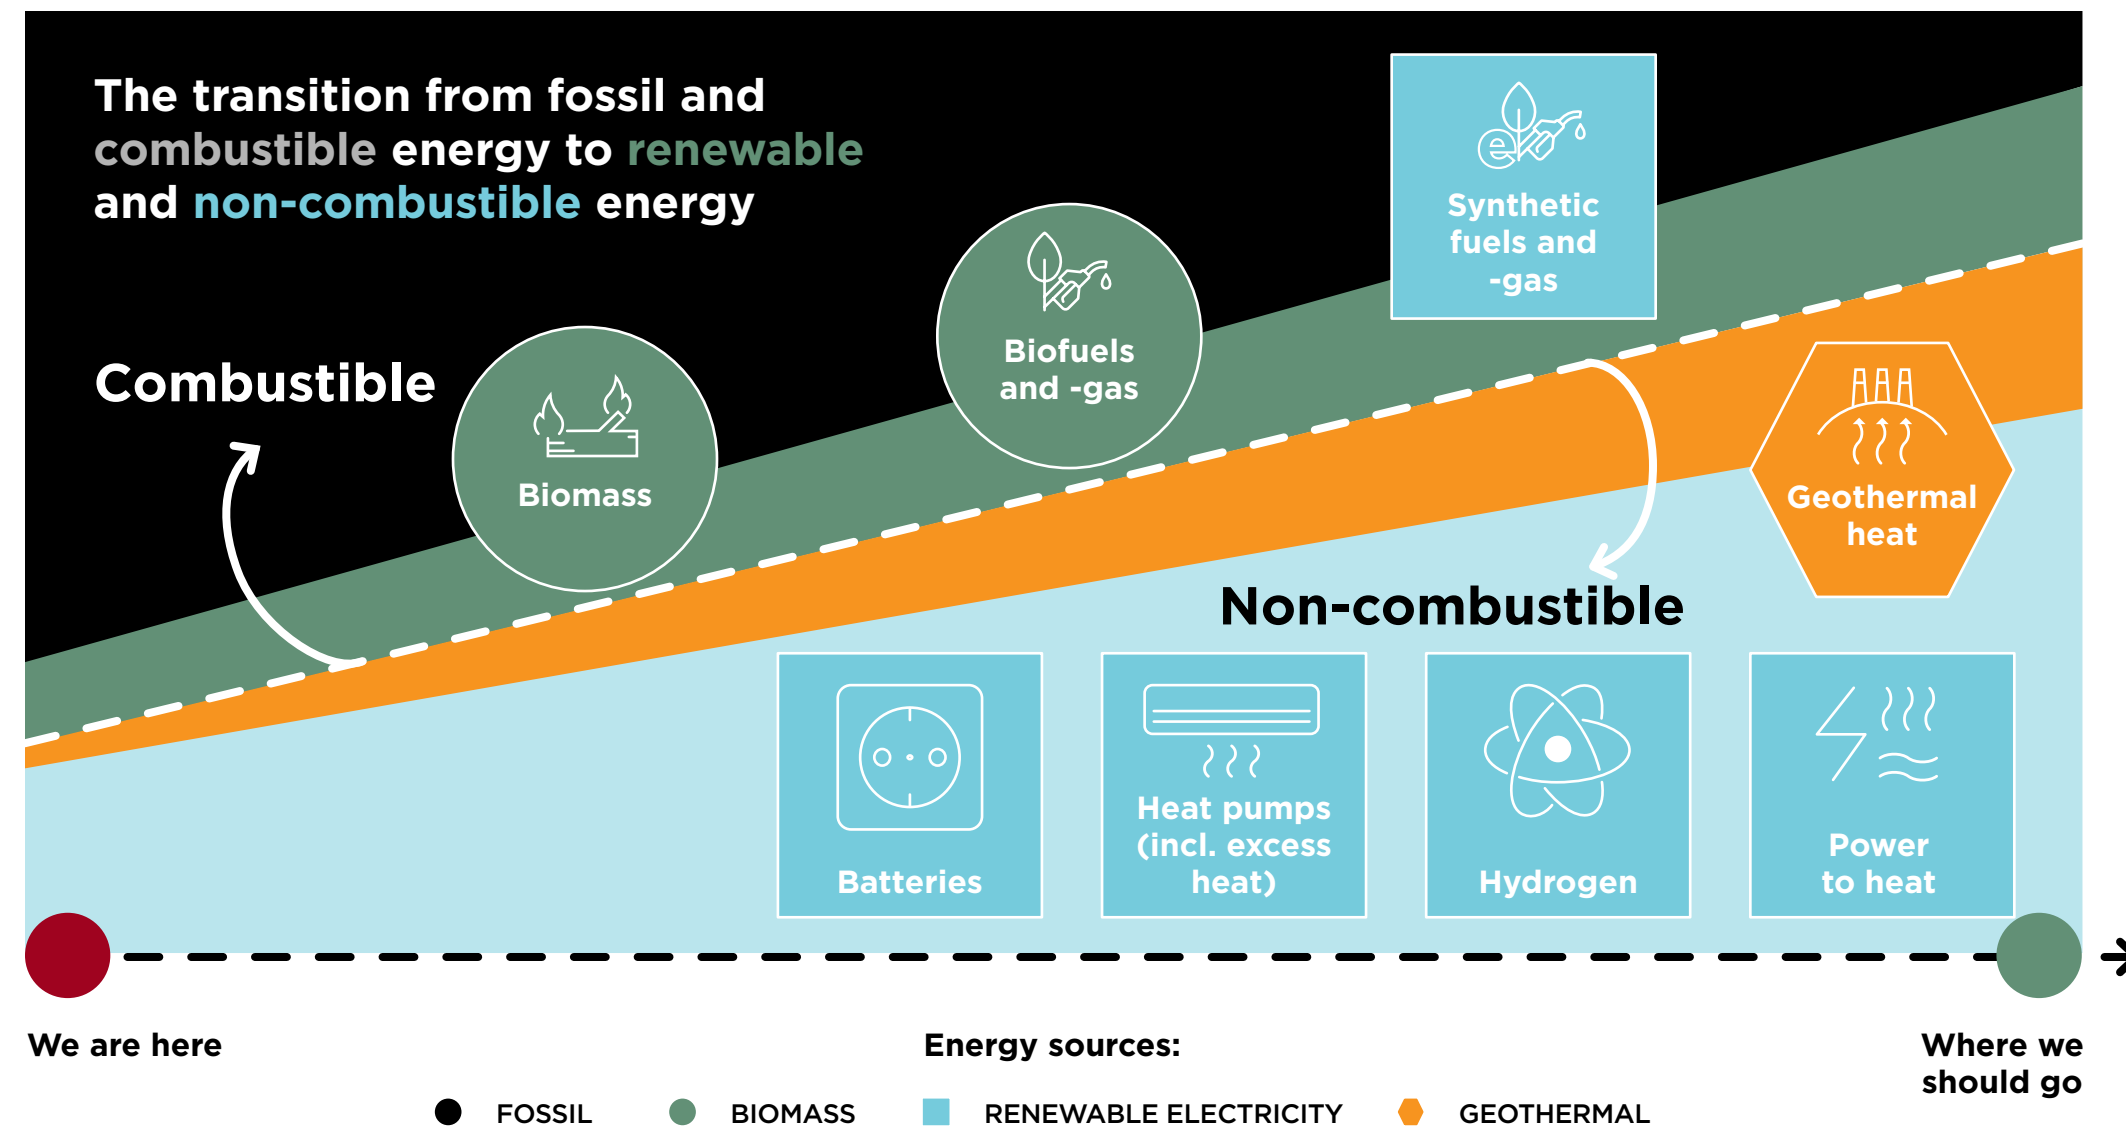 The transition from fossil and
combustible energy to renewable
and non-combustible energy
Synthetic
fuels and
-gas
Biofuels
and -gas
Combustible
Biomass
Geothermal
heat
Non-combustible
Batteries
Heat pumps
(incl. excess
heat)
Hydrogen
Power
to heat
We are here
Energy sources:
Where we
should go
FOSSIL
BIOMASS
RENEWABLE ELECTRICITY
GEOTHERMAL